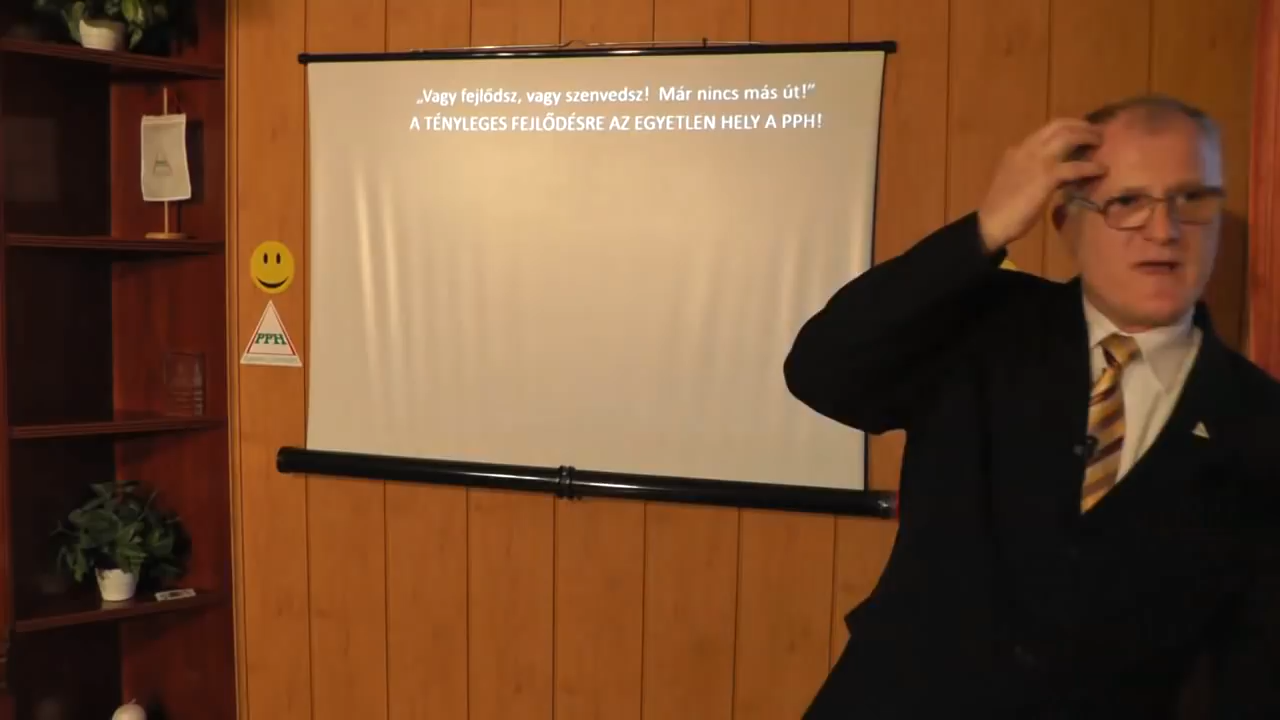 „Vagy fejlődsz, vagy szenvedsz! Már nincs más út!”
A TÉNYLEGES FEJLŐDÉSRE AZ EGYETLEN HELY A PPH!
PPH